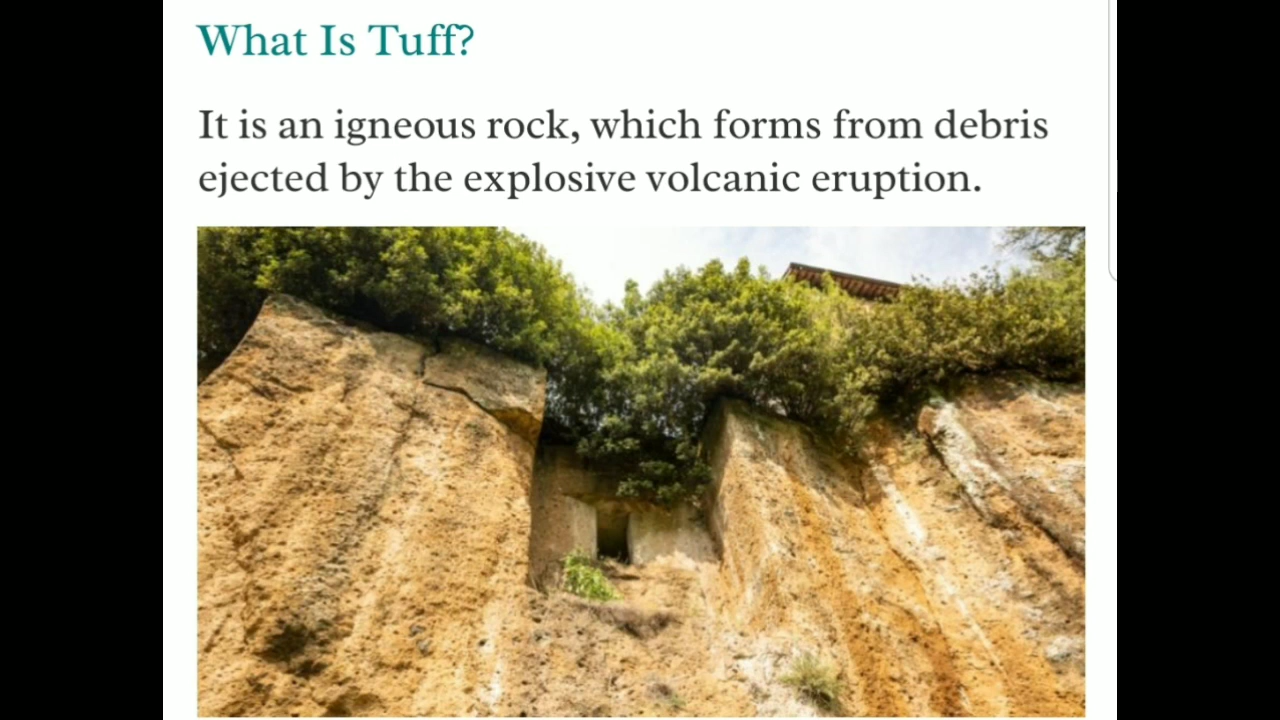 What Is Tuff?
It is an igneous rock, which forms from debris
ejected by the explosive volcanic eruption.